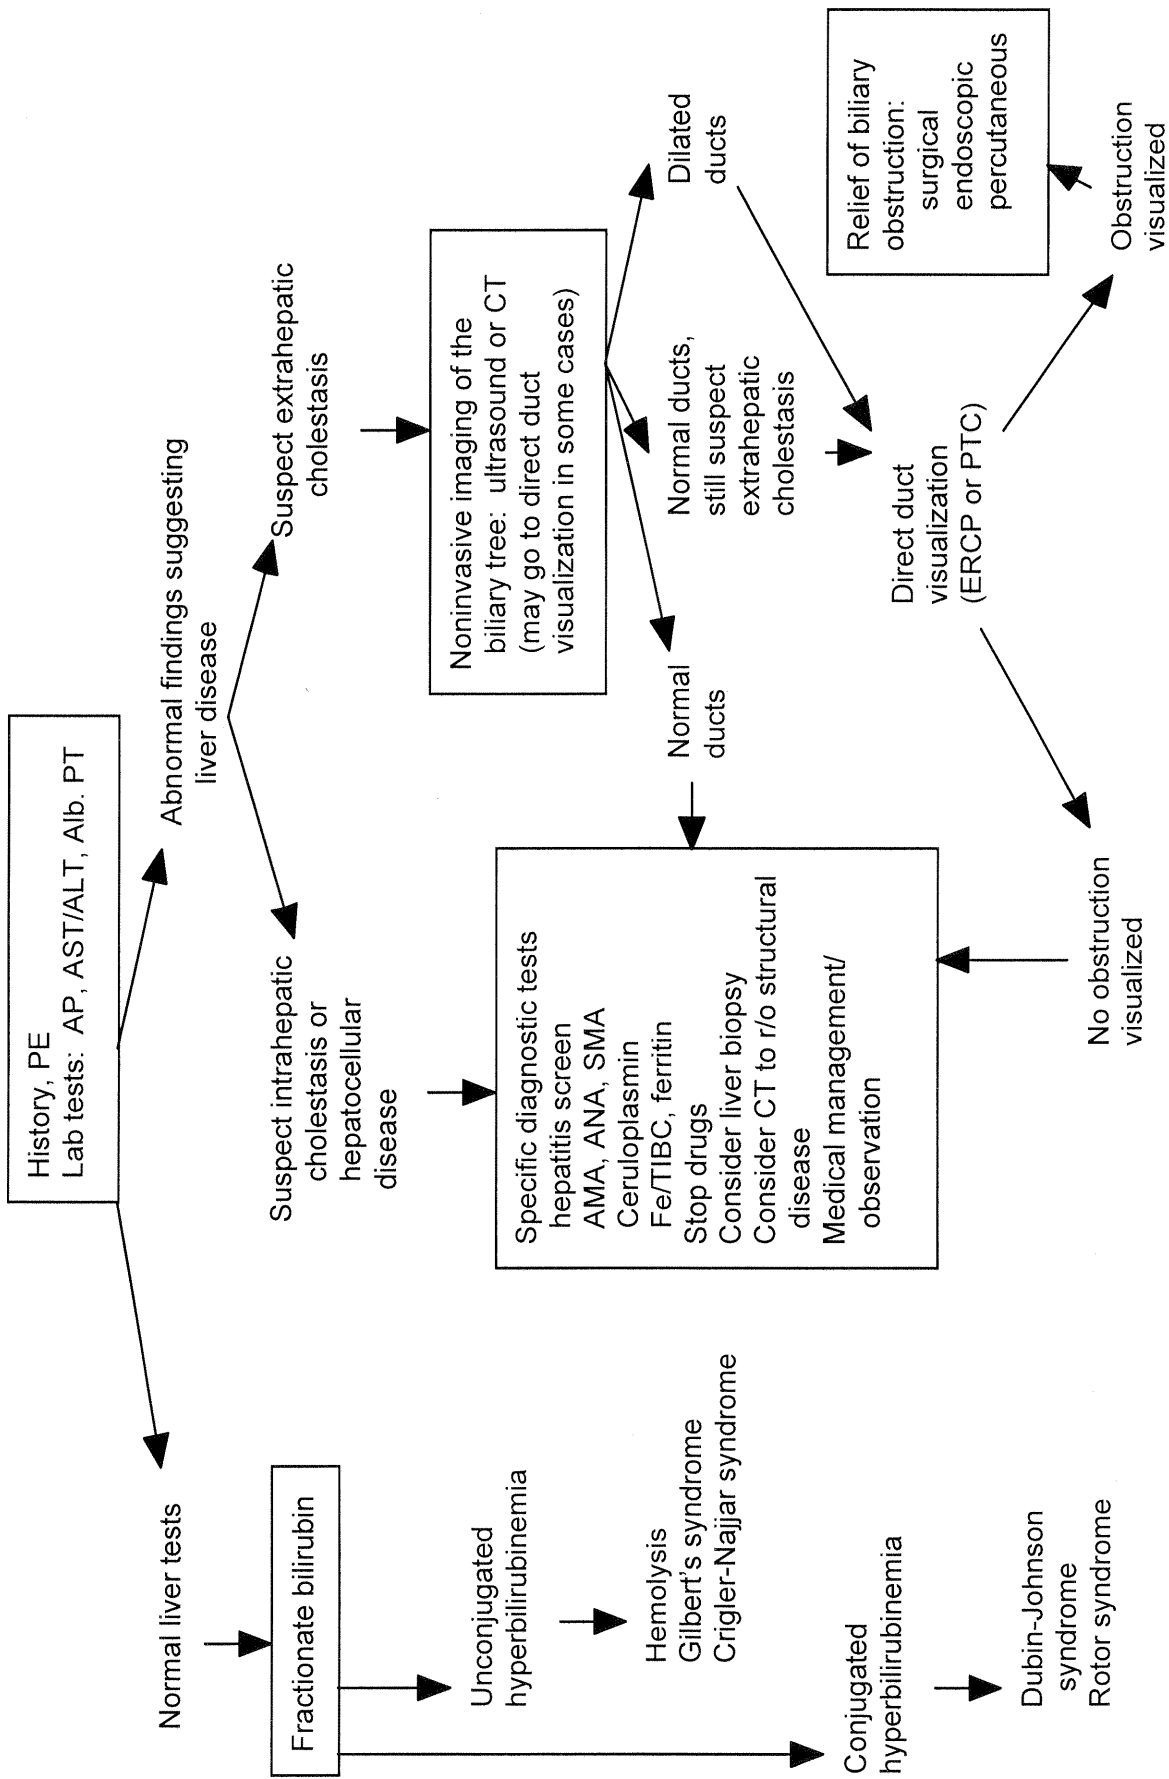 History, PE
Lab tests: AP, AST/ALT, Alb. PT
Normal liver tests
Abnormal findings suggesting
liver disease
Fractionate bilirubin
Suspect intrahepatic
cholestasis or
hepatocellular
disease
Suspect extrahepatic
cholestasis
Unconjugated
hyperbilirubinemia
Hemolysis
Gilbert's syndrome
Crigler-Najjar syndrome
Conjugated
hyperbilirubinemia
Dubin-Johnson
syndrome
Rotor syndrome
Specific diagnostic tests
hepatitis screen
AMA, ANA, SMA
Ceruloplasmin
Fe/TIBC, ferritin
Stop drugs
Consider liver biopsy
Consider CT to r/o structural
disease
Medical management/
observation
Noninvasive imaging of the
biliary tree: ultrasound or CT
(may go to direct duct
visualization in some cases)
Normal
ducts
Normal ducts,
still suspect
extrahepatic
cholestasis
Dilated
ducts
Direct duct
visualization
(ERCP or PTC)
No obstruction
visualized
Obstruction
visualized
Relief of biliary
obstruction:
surgical
endoscopic
percutaneous